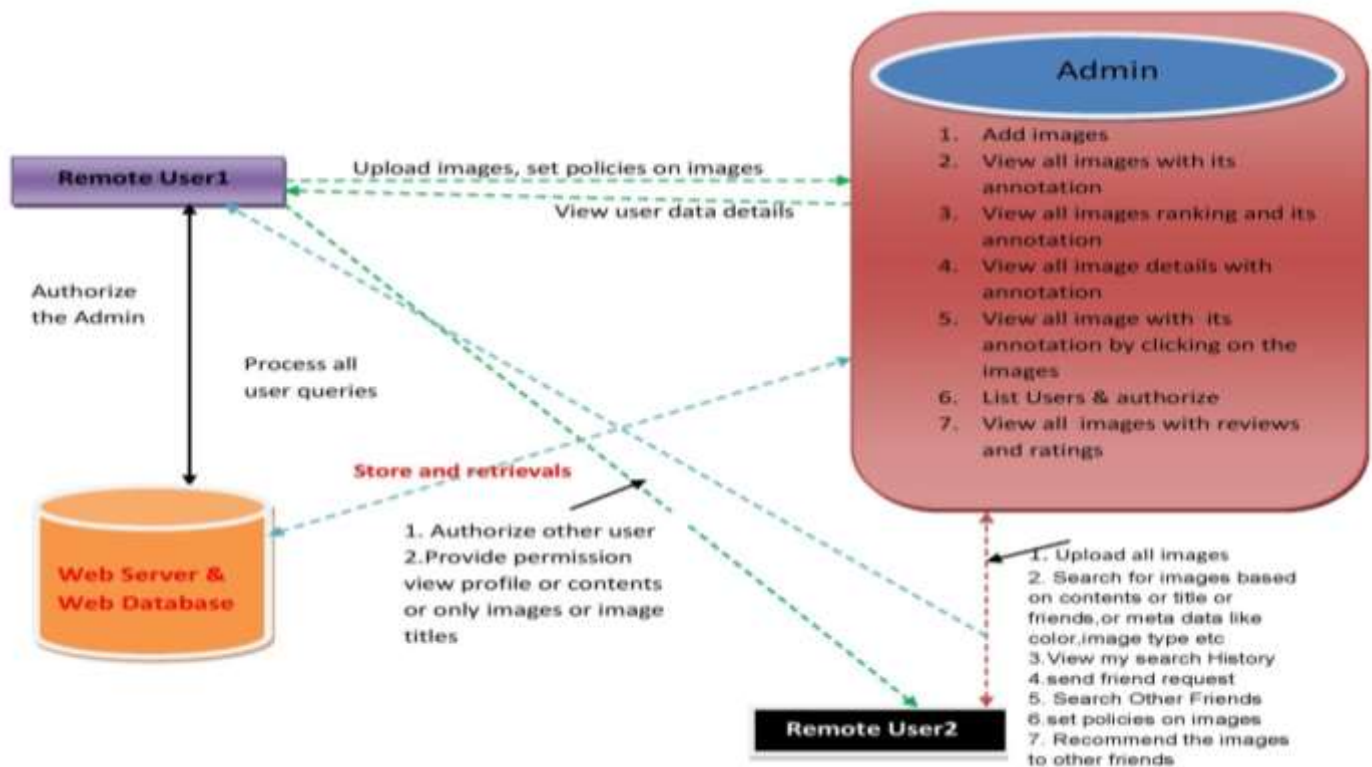 Admin
1. Add images
2. View all images with its
annotation
3. View all images ranking and its
annotation
4. View all image details with
annotation
5. View all image with its
annotation by clicking on the
images
6. List Users & authorize
7. View all images with reviews
and ratings
Remote User1
Upload images, set policies on images
View user data details
Authorize
the Admin
Process all
user queries
Store and retrievals
1. Authorize other user
2.Provide permission
view profile or contents
or only images or image
titles
Web Server &
Web Database
1. Upload all images
2. Search for images based
on contents or title or
friends,or meta data like
color,image type etc
3.View my search History
4.send friend request
5. Search Other Friends
6.set policies on images
7. Recommend the images
to other friends
Remote User2